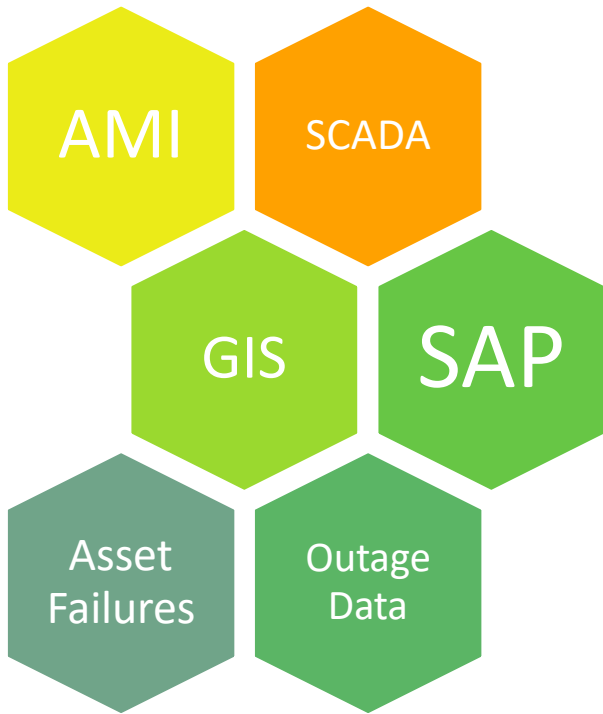 AMI
SCADA
GIS
SAP
Asset
Failures
Outage
Data